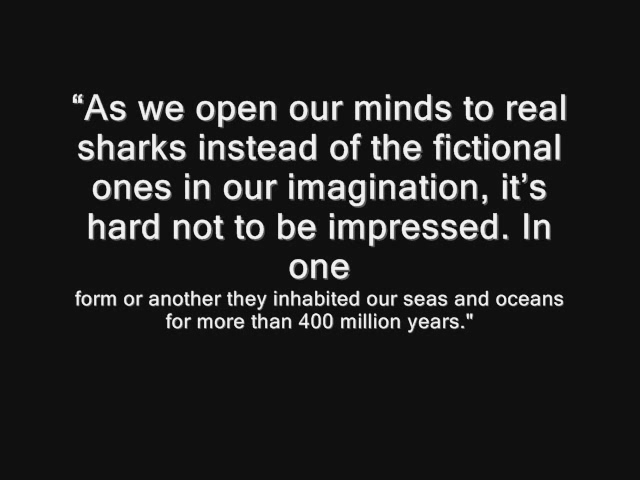 “As we open our minds to real
sharks instead of the fictional
ones in our imagination, it’s
hard not to be impressed. In
one
form or another they inhabited our seas and oceans
for more than 400 million years."